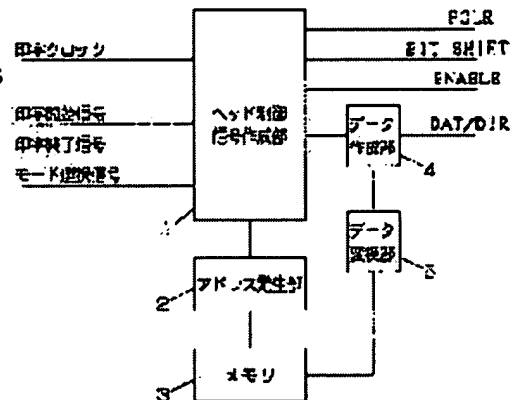 PCLR
印字クロック
BIT SHIFT
ENABLE
印字開始信号
ヘッド制御
信号作成部
データ
作成部
DAT/DIR
印字終了信号
モード選択信号
4
1
データ
変換部
5
2
アドレス発生部
3
メモリ